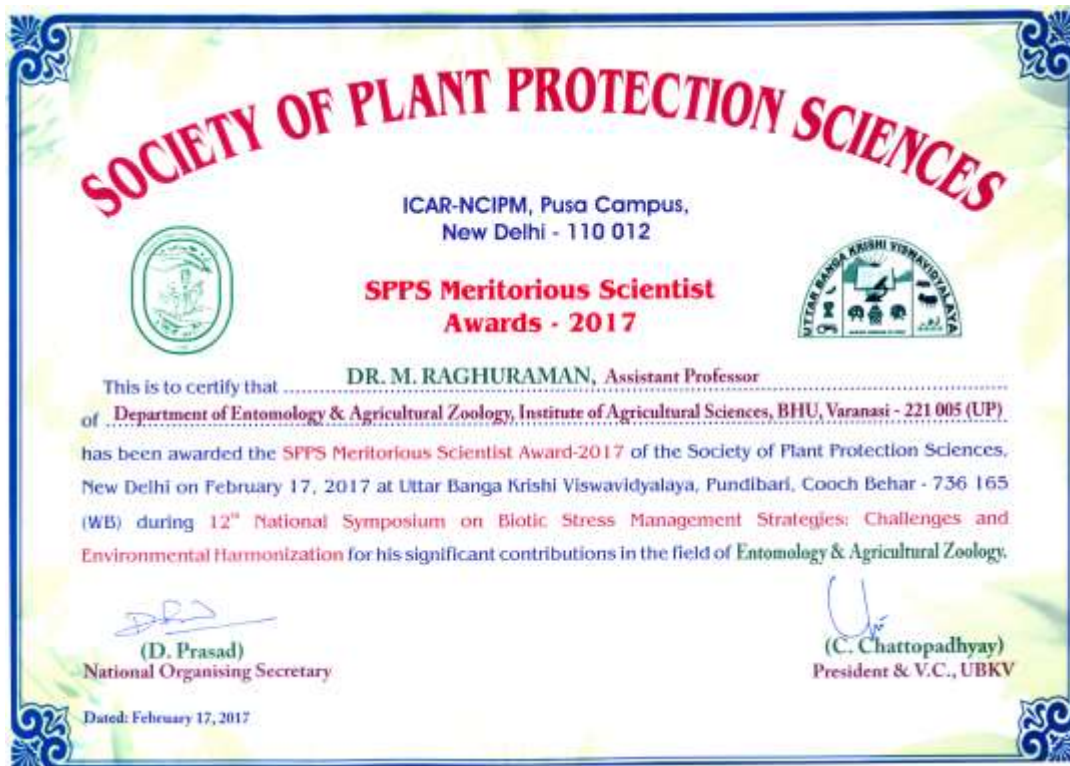 SOCIETY OF PLANT PROTECTION SCIENCES
ICAR-NCIPM, Pusa Campus,
New Delhi - 110 012
UTTAR BANGA KRISHI VISWAVIDYALAYA
SPPS Meritorious Scientist
Awards - 2017
This is to certify that DR. M. RAGHURAMAN, Assistant Professor
of Department of Entomology & Agricultural Zoology, Institute of Agricultural Sciences, BHU, Varanasi - 221 005 (UP)
has been awarded the SPPS Meritorious Scientist Award-2017 of the Society of Plant Protection Sciences,
New Delhi on February 17, 2017 at Uttar Banga Krishi Viswavidyalaya, Pundibari, Cooch Behar - 736 165
(WB) during 12th National Symposium on Biotic Stress Management Strategies: Challenges and
Environmental Harmonization for his significant contributions in the field of Entomology & Agricultural Zoology.
(D. Prasad)
National Organising Secretary
(C. Chattopadhyay)
President & V.C., UBKV
Dated: February 17, 2017